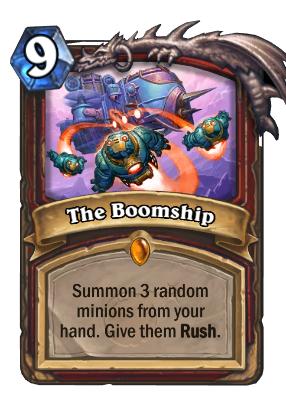 9
The Boomship
Summon 3 random
minions from your
hand. Give them Rush.